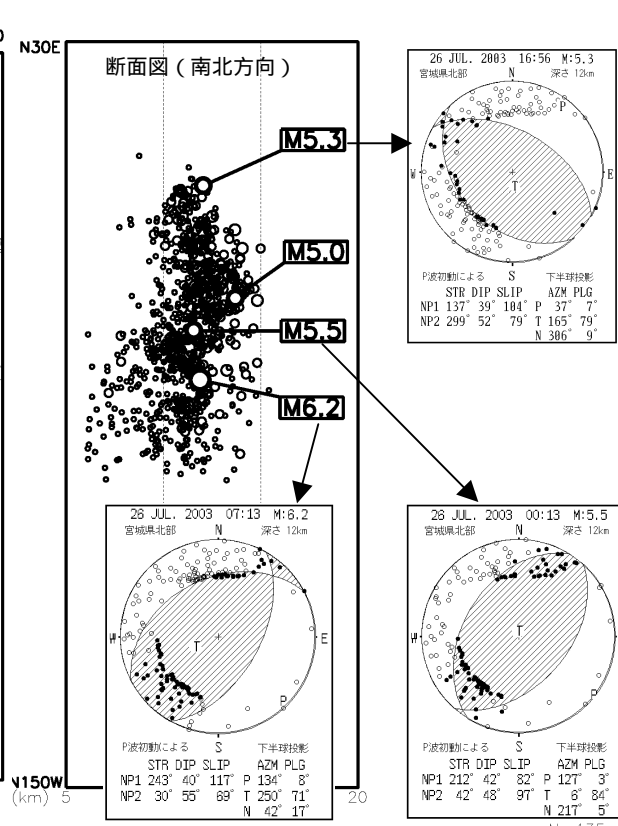 N30E
断面図(南北方向)
M5.3
M5.0
M5.5
M6.2
N150W
(km) 5 20
26 JUL. 2003 16:56 M:5.3
宮城県北部 N 深さ 12km
P
W E
T
S
P波初動による 下半球投影
STR DIP SLIP AZM PLG
NP1 137° 39° 104° P 37° 7°
NP2 299° 52° 79° T 165° 79°
N 306° 9°
26 JUL. 2003 07:13 M:6.2
宮城県北部 N 深さ 12km
W E
T
P
S
P波初動による 下半球投影
STR DIP SLIP AZM PLG
NP1 243° 40° 117° P 134° 8°
NP2 30° 55° 69° T 250° 71°
N 42° 17°
26 JUL. 2003 00:13 M:5.5
宮城県北部 N 深さ 12km
W
T
P
S
P波初動による 下半球投影
STR DIP SLIP AZM PLG
NP1 212° 42° 82° P 127° 3°
NP2 42° 48° 97° T 6° 84°
N 217° 5°